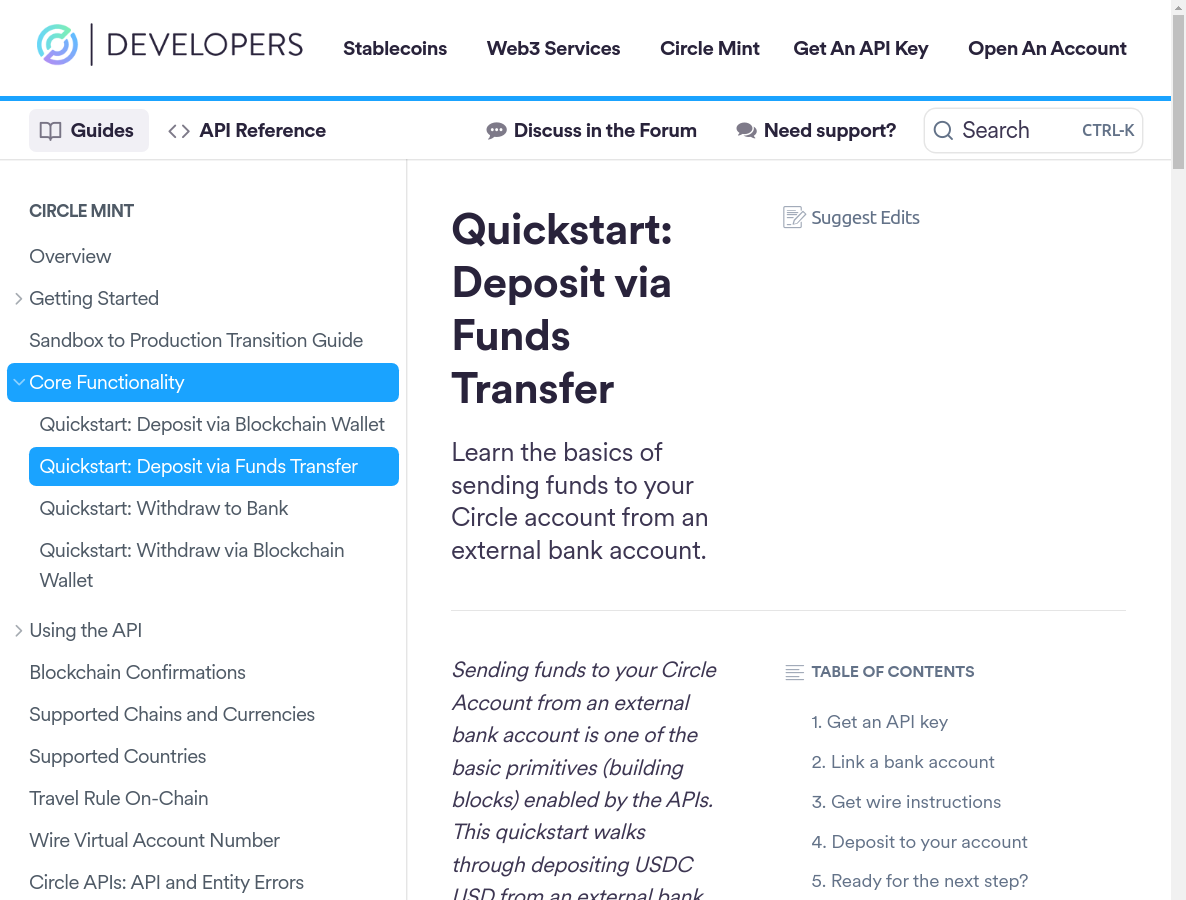 DEVELOPERS
Stablecoins
Web3 Services
Circle Mint
Get An API Key
Open An Account
Guides
API Reference
Discuss in the Forum
Need support?
Search
CTRL-K
CIRCLE MINT
Overview
Getting Started
Sandbox to Production Transition Guide
Core Functionality
Quickstart: Deposit via Blockchain Wallet
Quickstart: Deposit via Funds Transfer
Quickstart: Withdraw to Bank
Quickstart: Withdraw via Blockchain
Wallet
Using the API
Blockchain Confirmations
Supported Chains and Currencies
Supported Countries
Travel Rule On-Chain
Wire Virtual Account Number
Circle APIs: API and Entity Errors
Quickstart:
Deposit via
Funds
Transfer
Suggest Edits
Learn the basics of
sending funds to your
Circle account from an
external bank account.
Sending funds to your Circle
Account from an external
bank account is one of the
basic primitives (building
blocks) enabled by the APIs.
This quickstart walks
through depositing USDC
USD from an external bank
TABLE OF CONTENTS
1. Get an API key
2. Link a bank account
3. Get wire instructions
4. Deposit to your account
5. Ready for the next step?